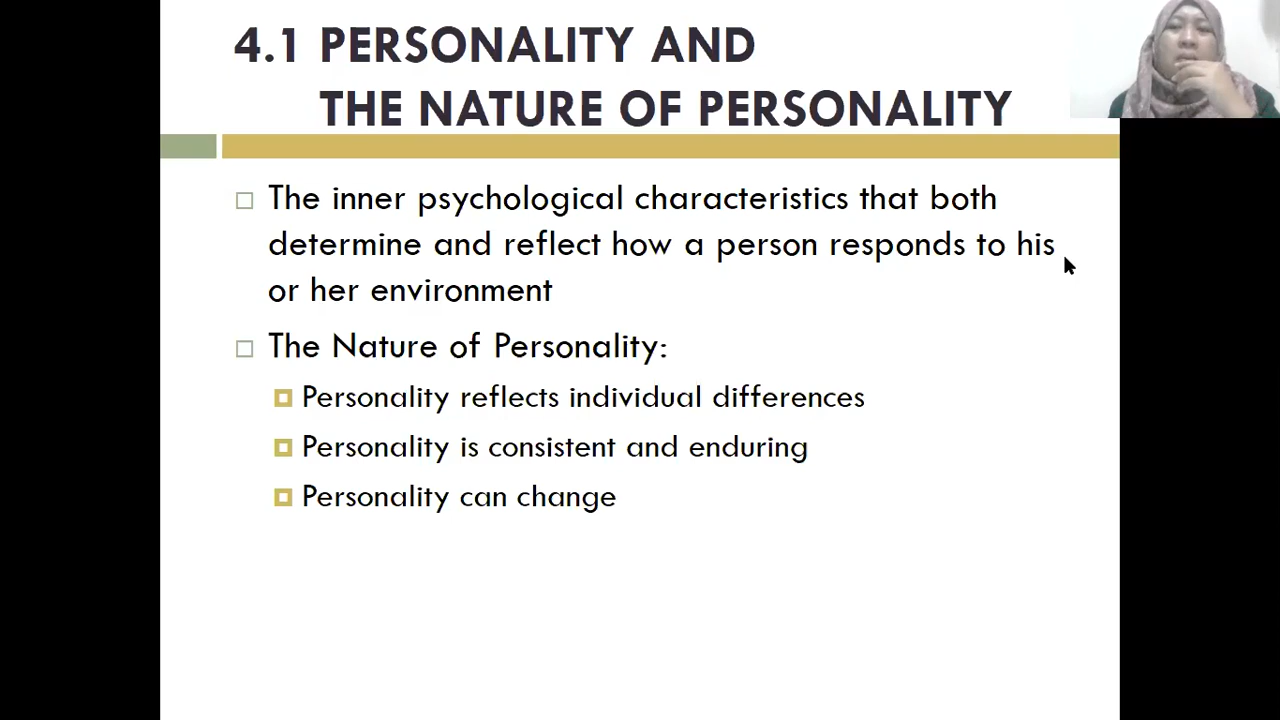 4.1 PERSONALITY AND
THE NATURE OF PERSONALITY
The inner psychological characteristics that both
determine and reflect how a person responds to his
or her environment
The Nature of Personality:
Personality reflects individual differences
Personality is consistent and enduring
Personality can change